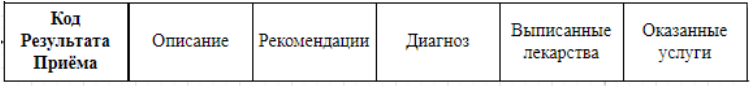 Код
Результата
Приёма
Описание
Рекомендации
Диагноз
Выписанные
лекарства
Оказанные
услуги